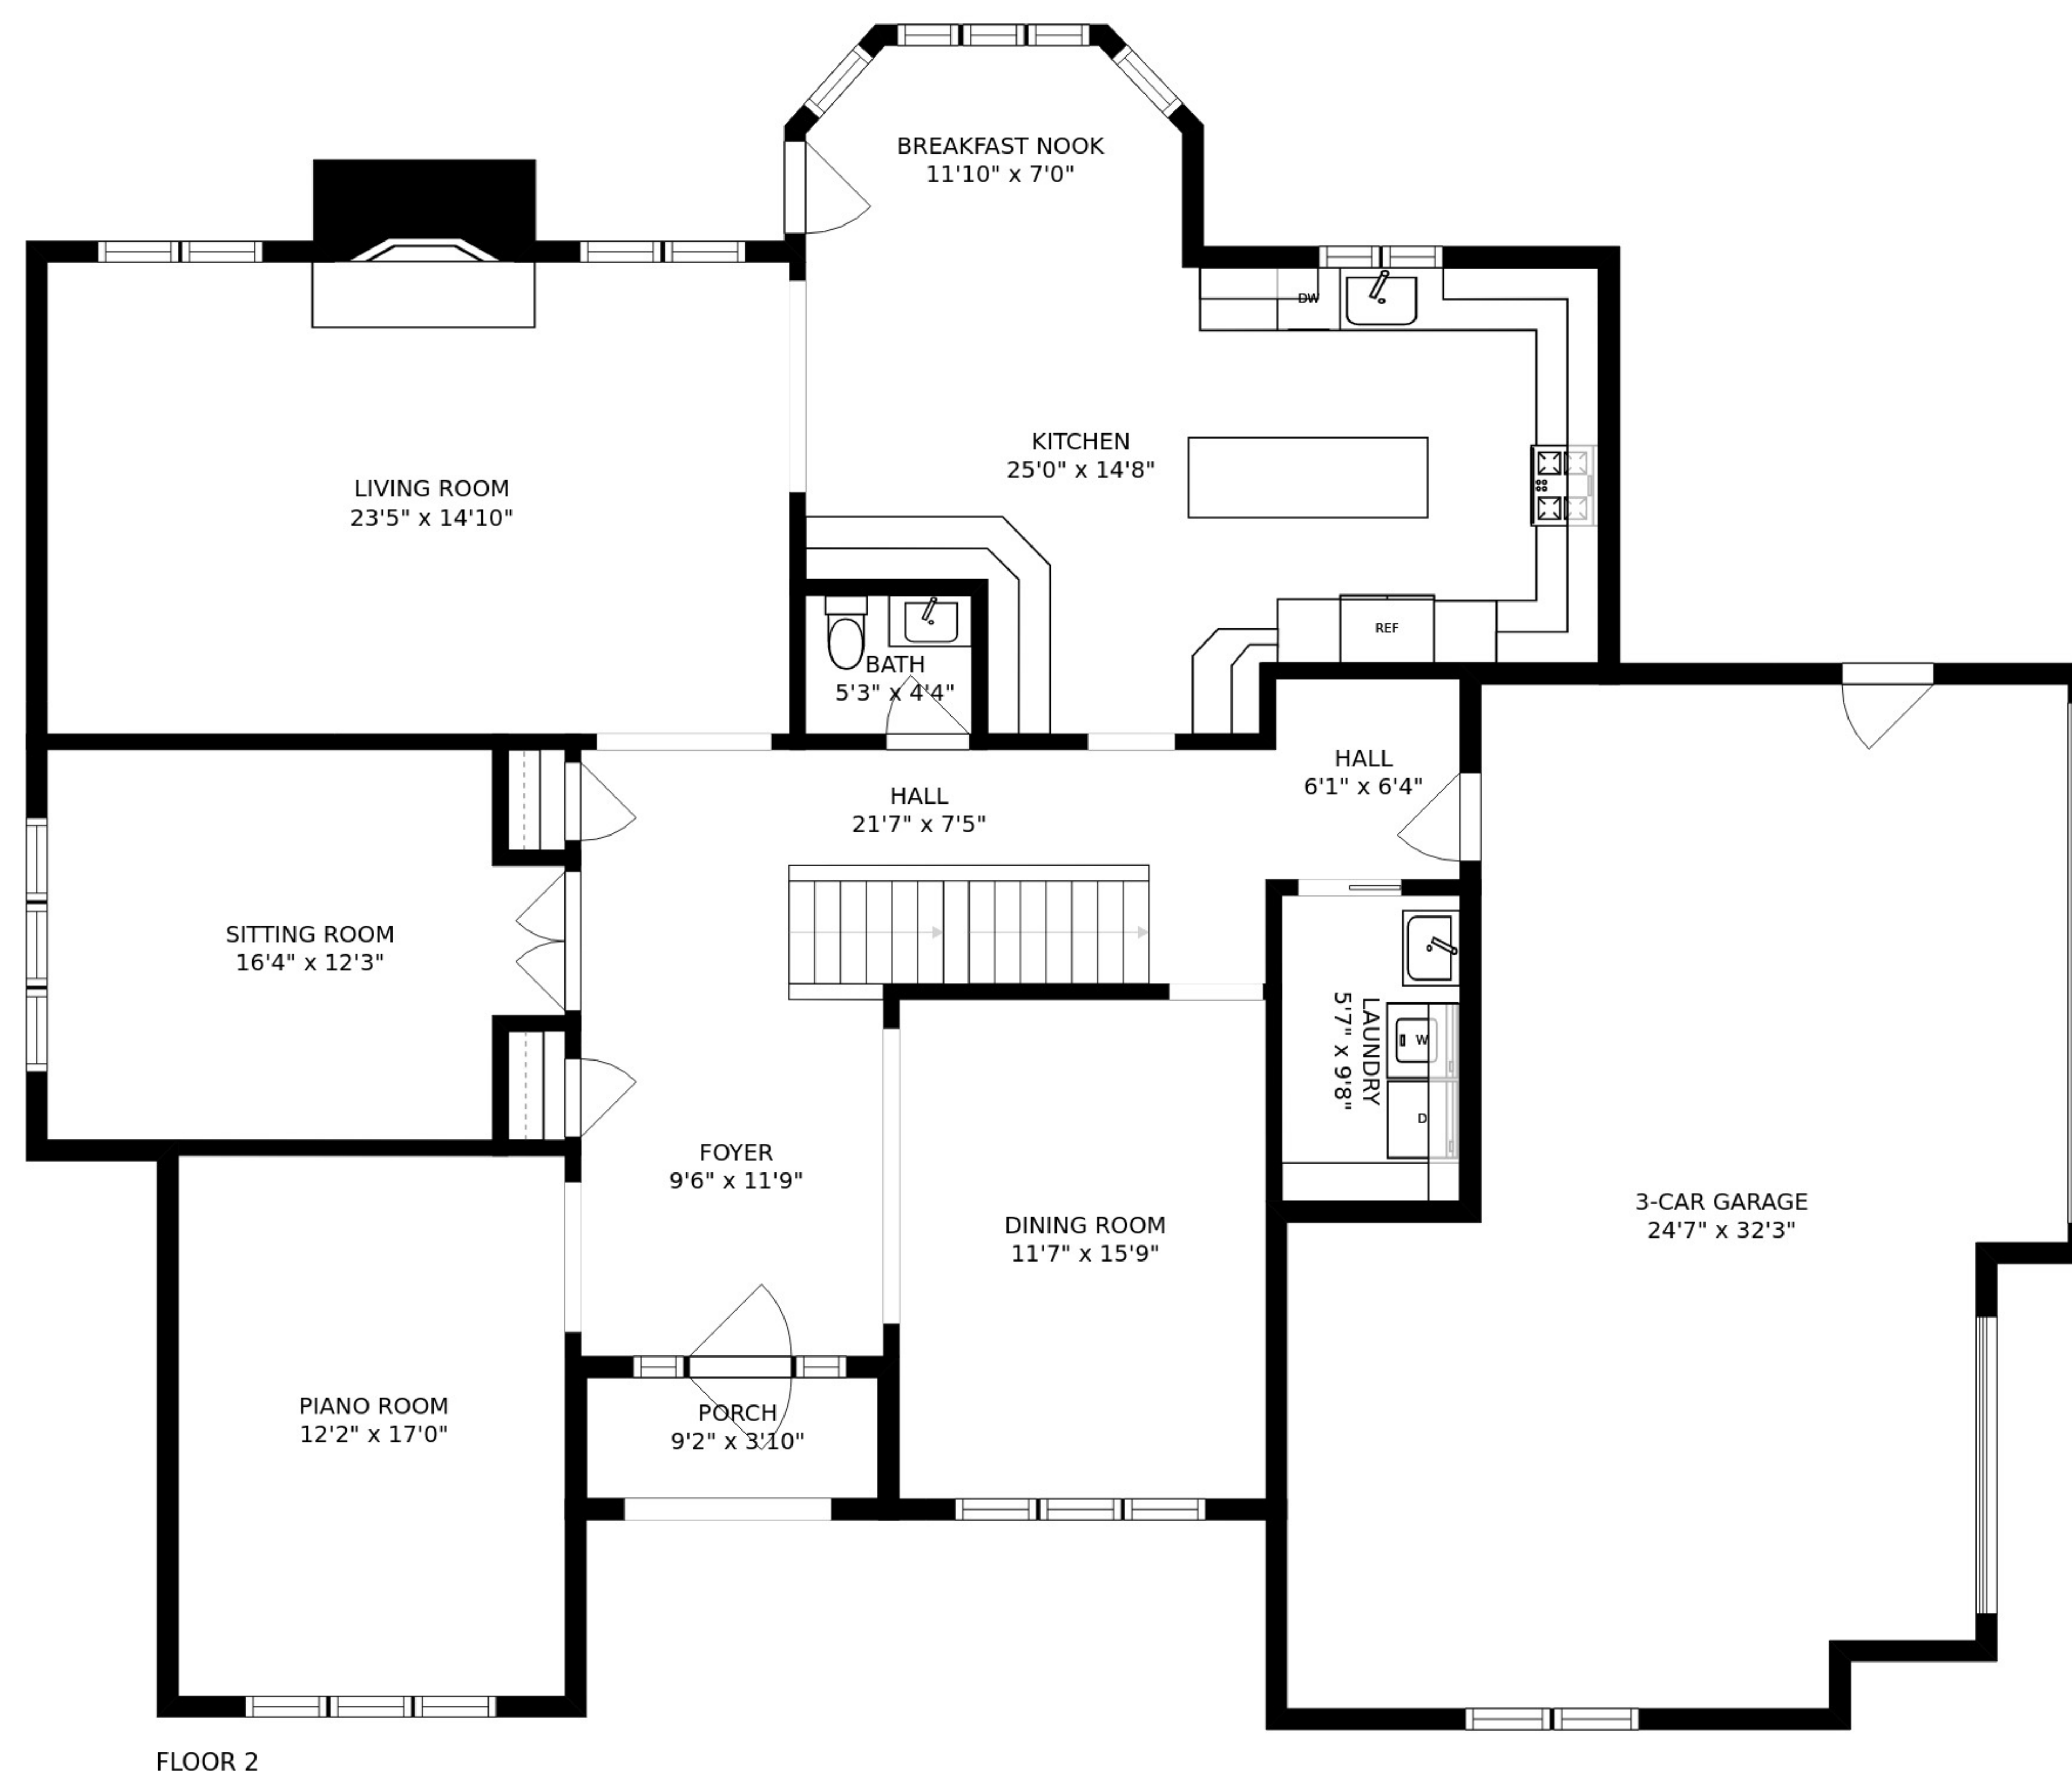 BREAKFAST NOOK
11'10" x 7'0"
DW
KITCHEN
25'0" x 14'8"
LIVING ROOM
23'5" x 14'10"
REF
BATH
5'3" x 4'4"
HALL
6'1" x 6'4"
HALL
21'7" x 7'5"
SITTING ROOM
16'4" x 12'3"
LAUNDRY
5'7" x 9'8"
W
D
FOYER
9'6" x 11'9"
DINING ROOM
11'7" x 15'9"
3-CAR GARAGE
24'7" x 32'3"
PIANO ROOM
12'2" x 17'0"
PORCH
9'2" x 3'10"
FLOOR 2